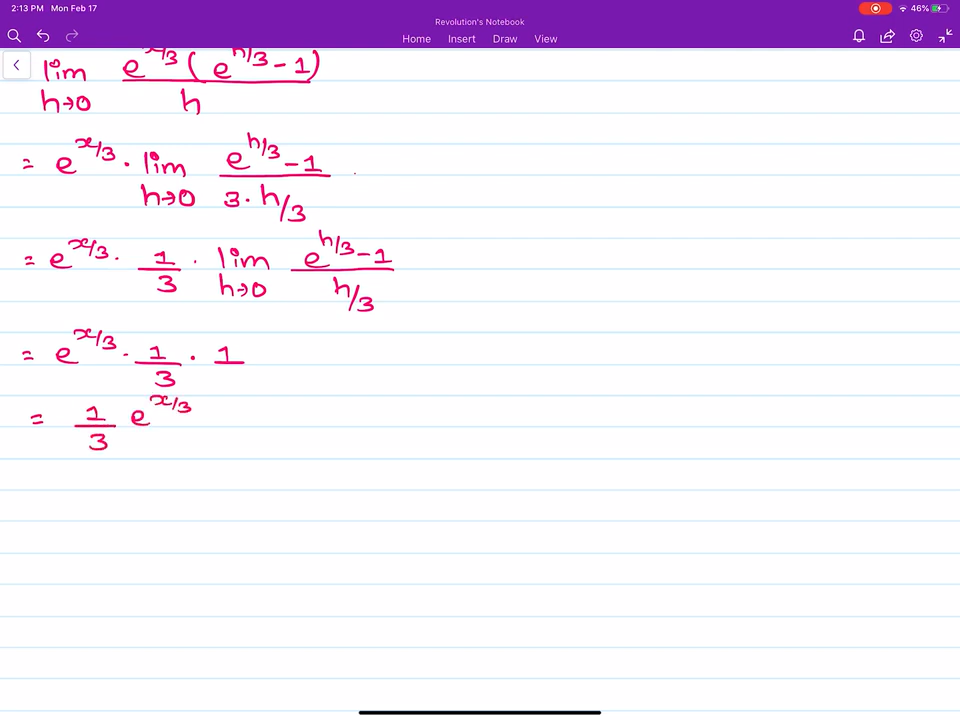 2:13 PM Mon Feb 17
46%
Revolution's Notebook
Home Insert Draw View
lim e^{x/3} ( e^{h/3} - 1)
h→0 h
= e^{x/3} · lim e^{h/3} - 1
h→0 3 · h/3
= e^{x/3} · 1/3 · lim e^{h/3} - 1
h→0 h/3
= e^{x/3} · 1/3 · 1
= 1/3 e^{x/3}